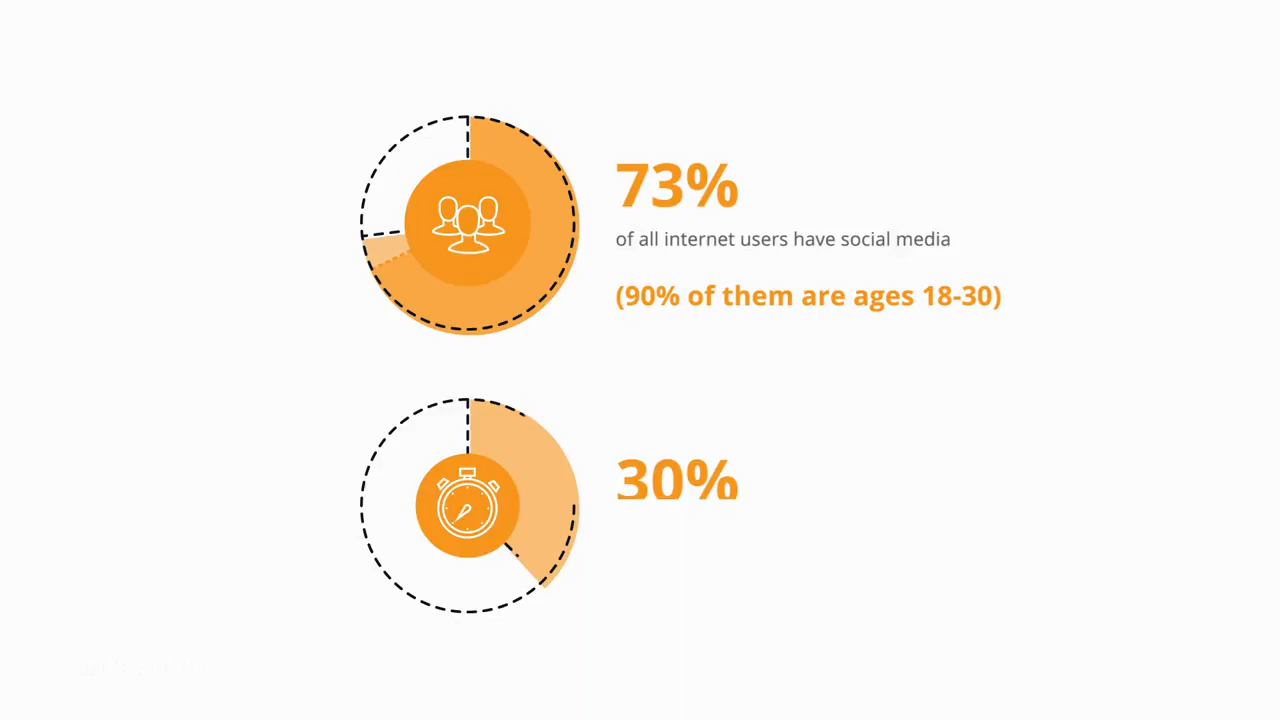 73%
of all internet users have social media
(90% of them are ages 18-30)
30%